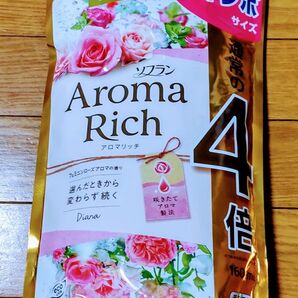 サイズ
ソフラン
Aroma
Rich
アロマリッチ
フェミニンローズアロマの香り
選んだときから
変わらず続く
Diana
咲きたて
アロマ
製法
通常の
4倍